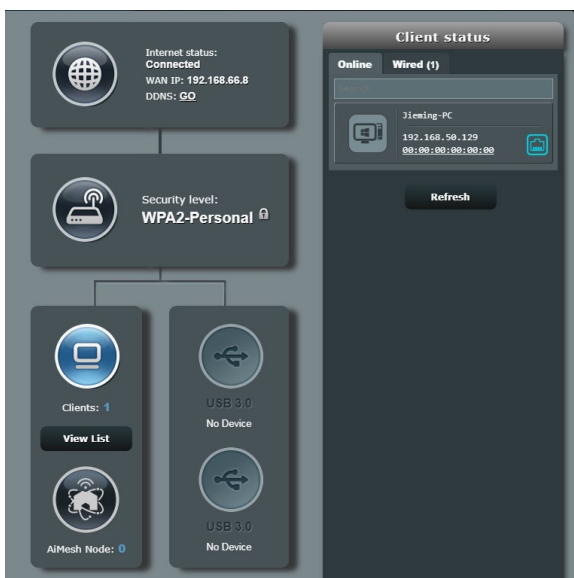 Internet status:
Connected
WAN IP: 192.168.66.8
DDNS: GO
Security level:
WPA2-Personal
Clients: 1
View List
AiMesh Node: 0
USB 3.0
No Device
USB 3.0
No Device
Client status
Online Wired (1)
Search
Jieming-PC
192.168.50.129
00:00:00:00:00:00
Refresh